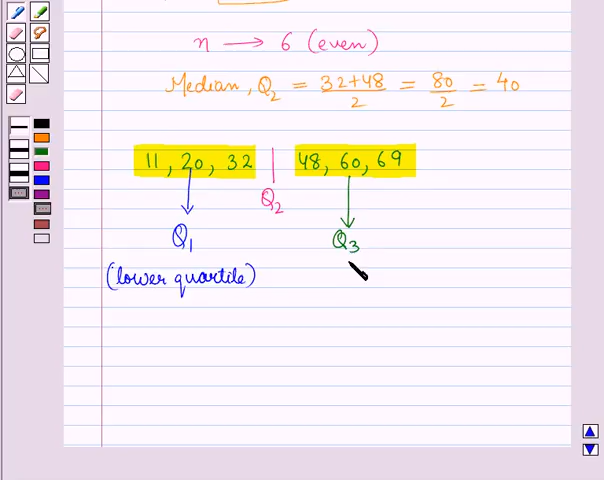 n → 6 (even)
Median, Q₂ = 32+48/2 = 80/2 = 40
11, 20, 32 | 48, 60, 69
Q₂
Q₁ Q₃
(lower quartile)